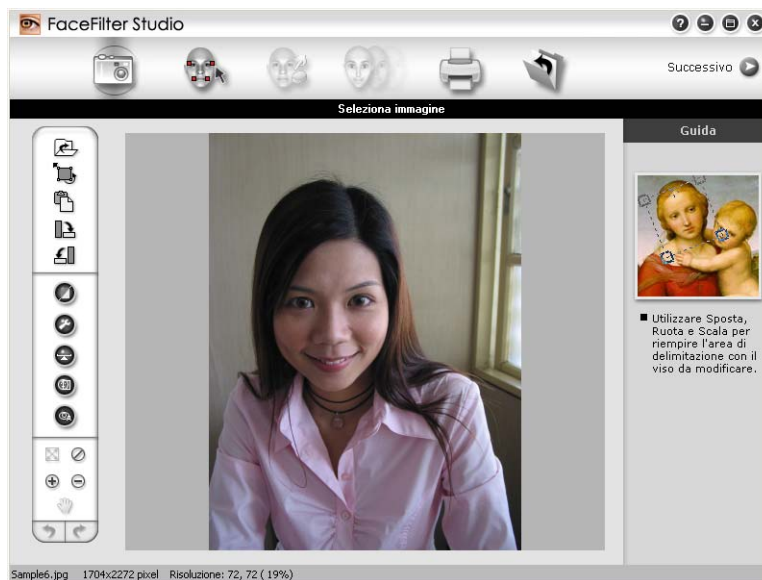 FaceFilter Studio
Successivo
Seleziona immagine
Guida
Utilizzare Sposta,
Ruota e Scala per
riempire l'area di
delimitazione con il
viso da modificare.
Sample6.jpg 1704x2272 pixel Risoluzione: 72, 72 ( 19%)